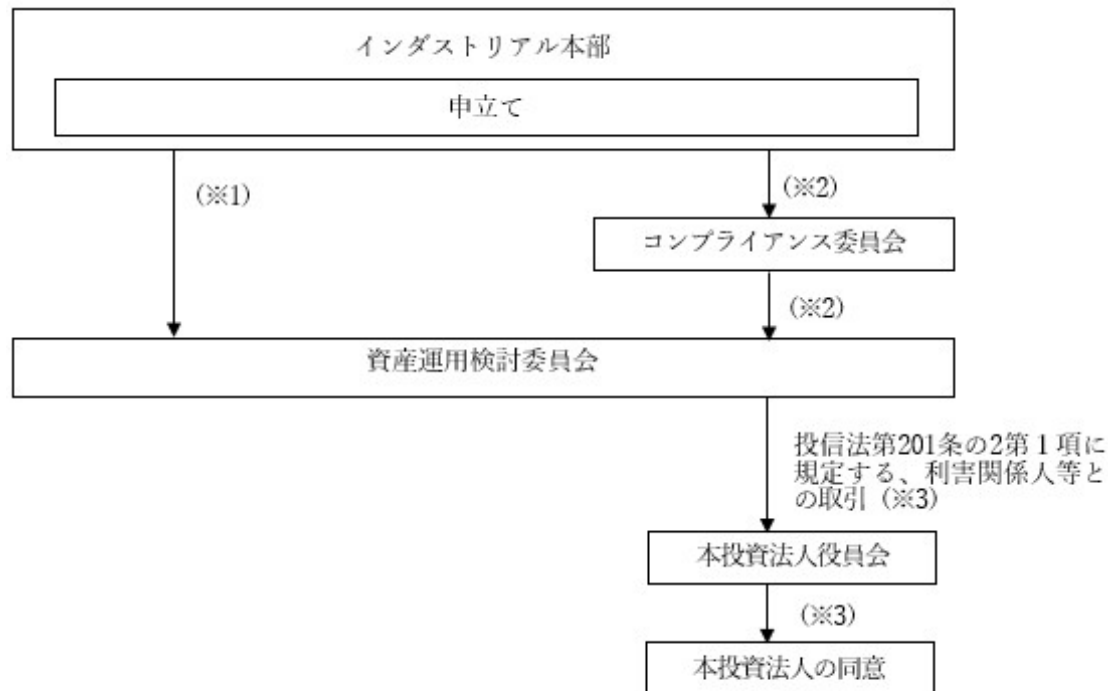 インダストリアル本部
申立て
(※1)
(※2)
コンプライアンス委員会
(※2)
資産運用検討委員会
投信法第201条の2第1項に
規定する、利害関係人等と
の取引 (※3)
本投資法人役員会
(※3)
本投資法人の同意